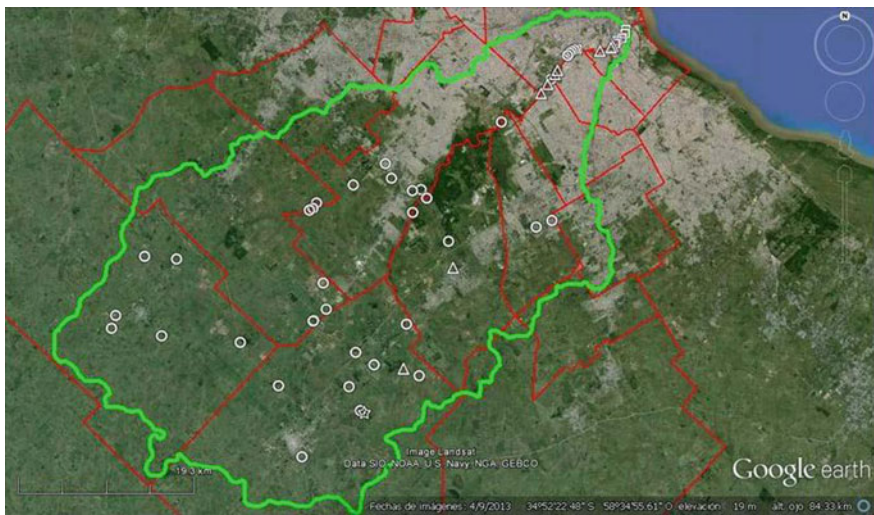 N
19.3 km
Image Landsat
Data SIO, NOAA, U.S. Navy, NGA, GEBCO
Google earth
Fechas de imágenes: 4/9/2013 34°52'22.48" S 58°34'55.61" O elevación 19 m alt. ojo 84.33 km